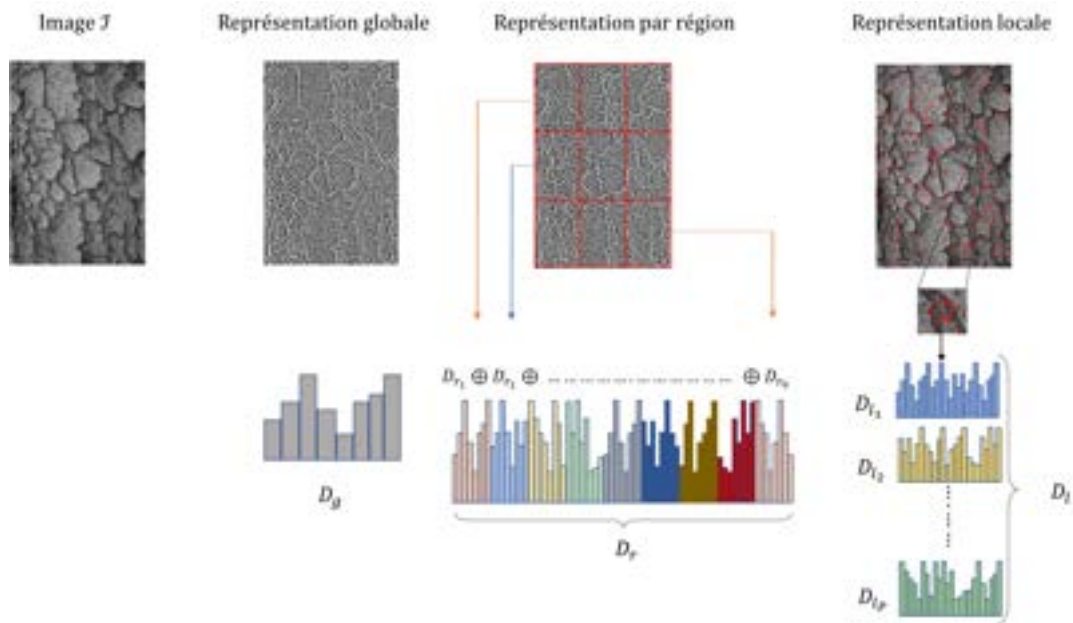 Image ℐ
Représentation globale
Représentation par région
Représentation locale
D_{r_1} ⊕ D_{r_1} ⊕ ... ⊕ D_{r_9}
D_g
D_r
D_{l_1}
D_{l_2}
D_{l_P}
D_l